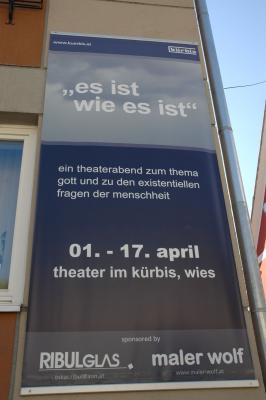 www.kuerbis.at
kürbis
„es ist
wie es ist“
ein theaterabend zum thema
gott und zu den existentiellen
fragen der menschheit
01. - 17. april
theater im kürbis, wies
sponsored by
RIBULGLAS maler wolf
www.malerwolf.at